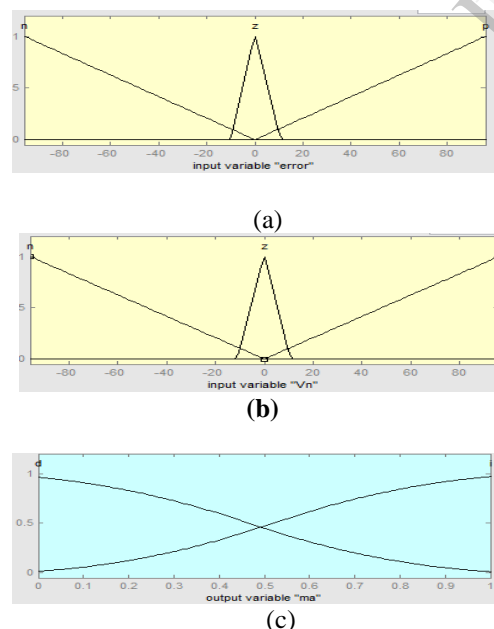 n z p
1
5
0
-80 -60 -40 -20 0 20 40 60 80
input variable "error"
(a)
n z
1
5
0
-80 -60 -40 -20 0 20 40 60 80
input variable "Vn"
(b)
d i
1
0.5
0
0 0.1 0.2 0.3 0.4 0.5 0.6 0.7 0.8 0.9 1
output variable "ma"
(c)